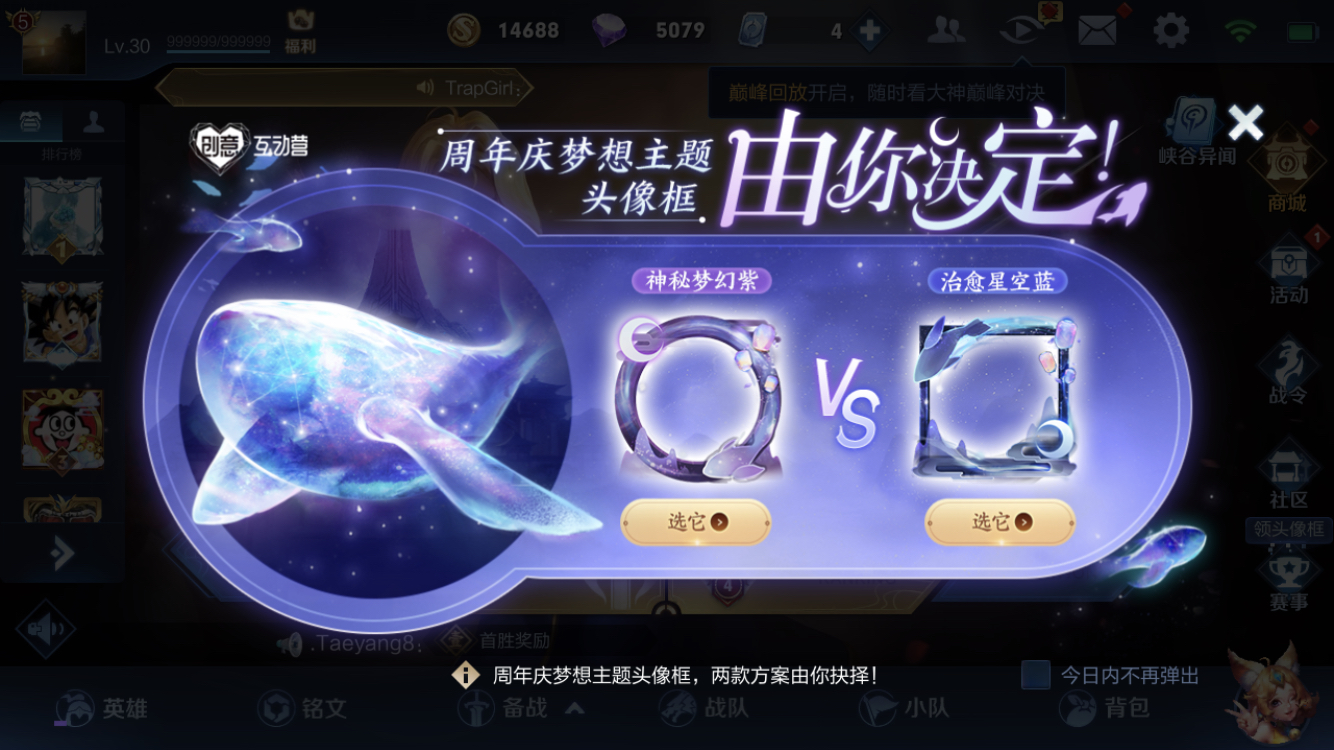 5
Lv.30
999999/999999
福利
14688
5079
4
TrapGirl:
巅峰回放开启，随时看大神巅峰对决
排行榜
创意互动营
周年庆梦想主题
头像框
由你决定！
峡谷异闻
商城
1
神秘梦幻紫
治愈星空蓝
1
活动
VS
战令
3
选它
选它
社区
领头像框
4
赛事
.Taeyang8:
首胜奖励
周年庆梦想主题头像框，两款方案由你抉择！
今日内不再弹出
英雄
铭文
备战
战队
小队
背包